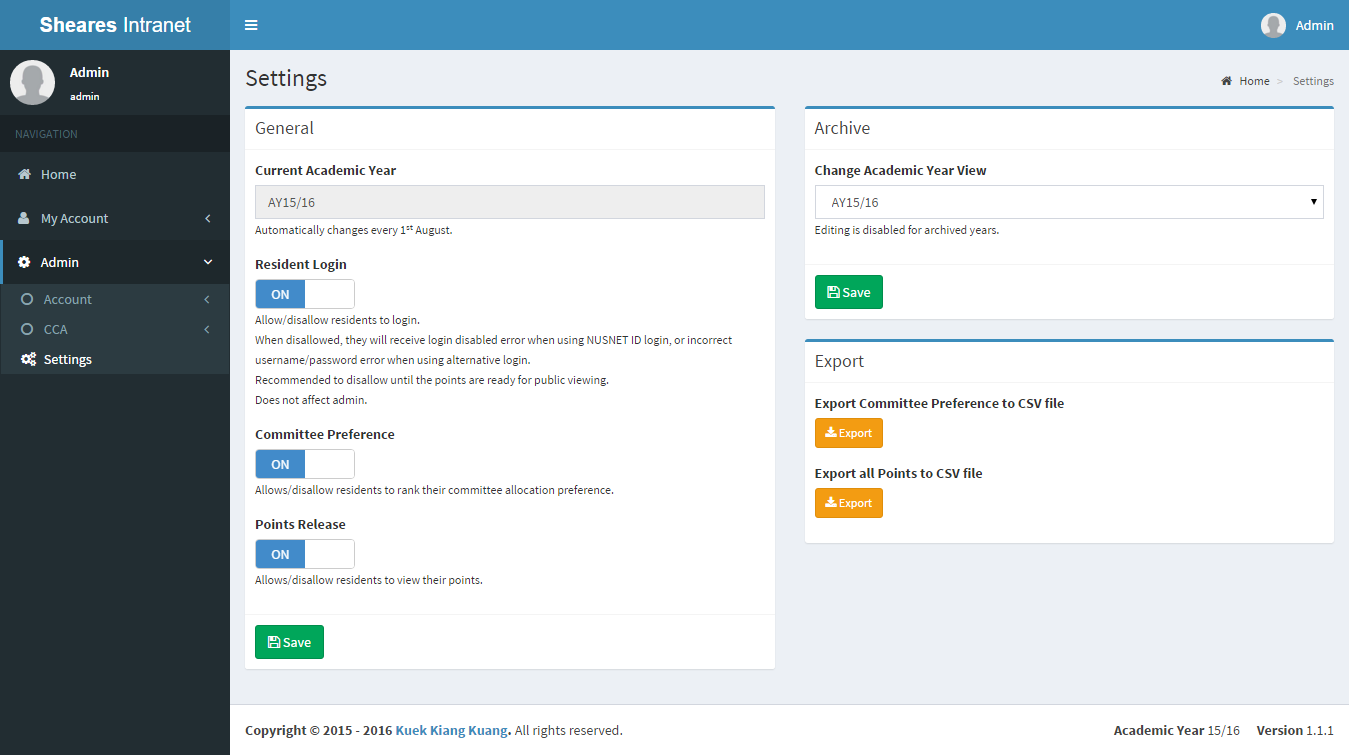 Sheares Intranet
Admin
Admin
admin
NAVIGATION
Home
My Account
Admin
Account
CCA
Settings
Settings
Home > Settings
General
Current Academic Year
AY15/16
Automatically changes every 1st August.
Resident Login
ON
Allow/disallow residents to login.
When disallowed, they will receive login disabled error when using NUSNET ID login, or incorrect
username/password error when using alternative login.
Recommended to disallow until the points are ready for public viewing.
Does not affect admin.
Committee Preference
ON
Allows/disallow residents to rank their committee allocation preference.
Points Release
ON
Allows/disallow residents to view their points.
Save
Archive
Change Academic Year View
AY15/16
Editing is disabled for archived years.
Save
Export
Export Committee Preference to CSV file
Export
Export all Points to CSV file
Export
Copyright © 2015 - 2016 Kuek Kiang Kuang. All rights reserved.
Academic Year 15/16 Version 1.1.1